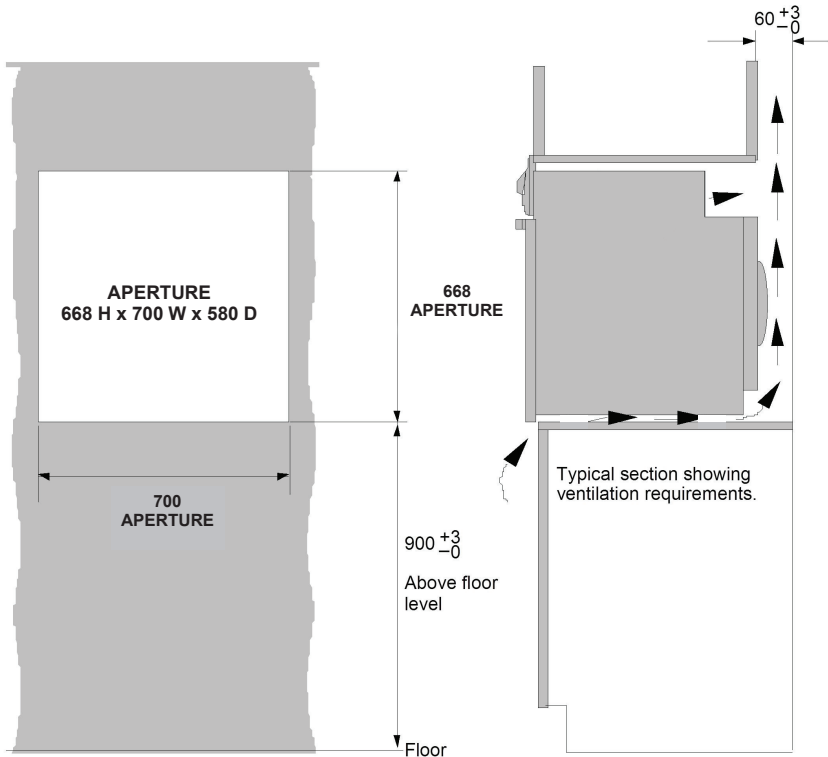 60 +3 –0
APERTURE
668 H x 700 W x 580 D
668
APERTURE
700
APERTURE
Typical section showing
ventilation requirements.
900 +3 –0
Above floor
level
Floor